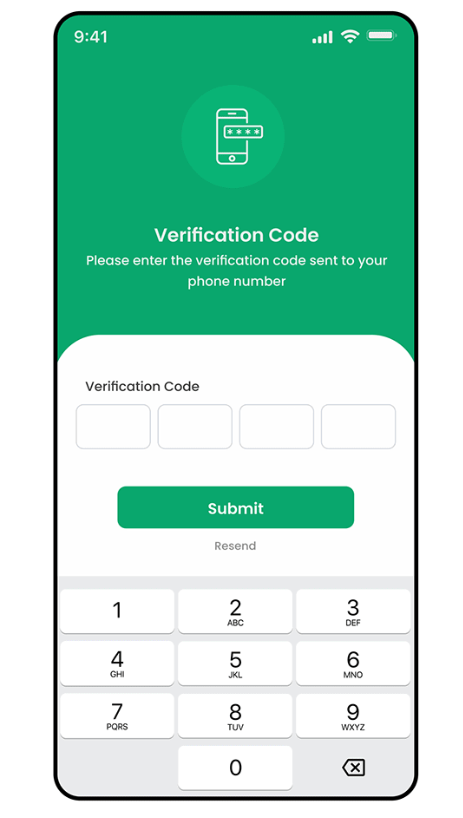 9:41
****
Verification Code
Please enter the verification code sent to your
phone number
Verification Code
Submit
Resend
1 2 3
ABC DEF
4 5 6
GHI JKL MNO
7 8 9
PQRS TUV WXYZ
0